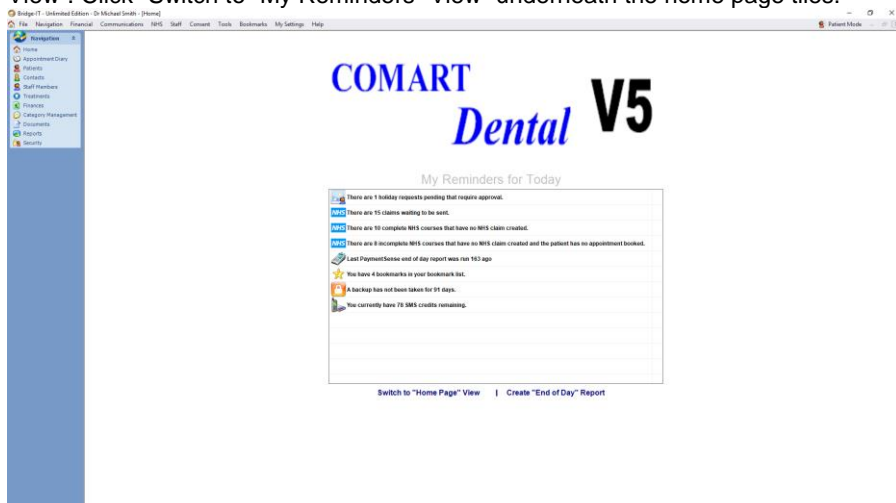 View". Click "Switch to "My Reminders" View" underneath the home page tiles.
Bridge-IT - Unlimited Edition - Dr Michael Smith - [Home]
File Navigation Financial Communications NHS Staff Consent Tools Bookmarks My Settings Help
Patient Mode
Navigation
Home
Appointment Diary
Patients
Contacts
Staff Members
Treatments
Finances
Category Management
Documents
Reports
Security
COMART
Dental V5
My Reminders for Today
There are 1 holiday requests pending that require approval.
NHS There are 15 claims waiting to be sent.
NHS There are 10 complete NHS courses that have no NHS claim created.
NHS There are 8 incomplete NHS courses that have no NHS claim created and the patient has no appointment booked.
Last PaymentSense end of day report was run 163 ago
You have 4 bookmarks in your bookmark list.
A backup has not been taken for 91 days.
You currently have 78 SMS credits remaining.
Switch to "Home Page" View | Create "End of Day" Report